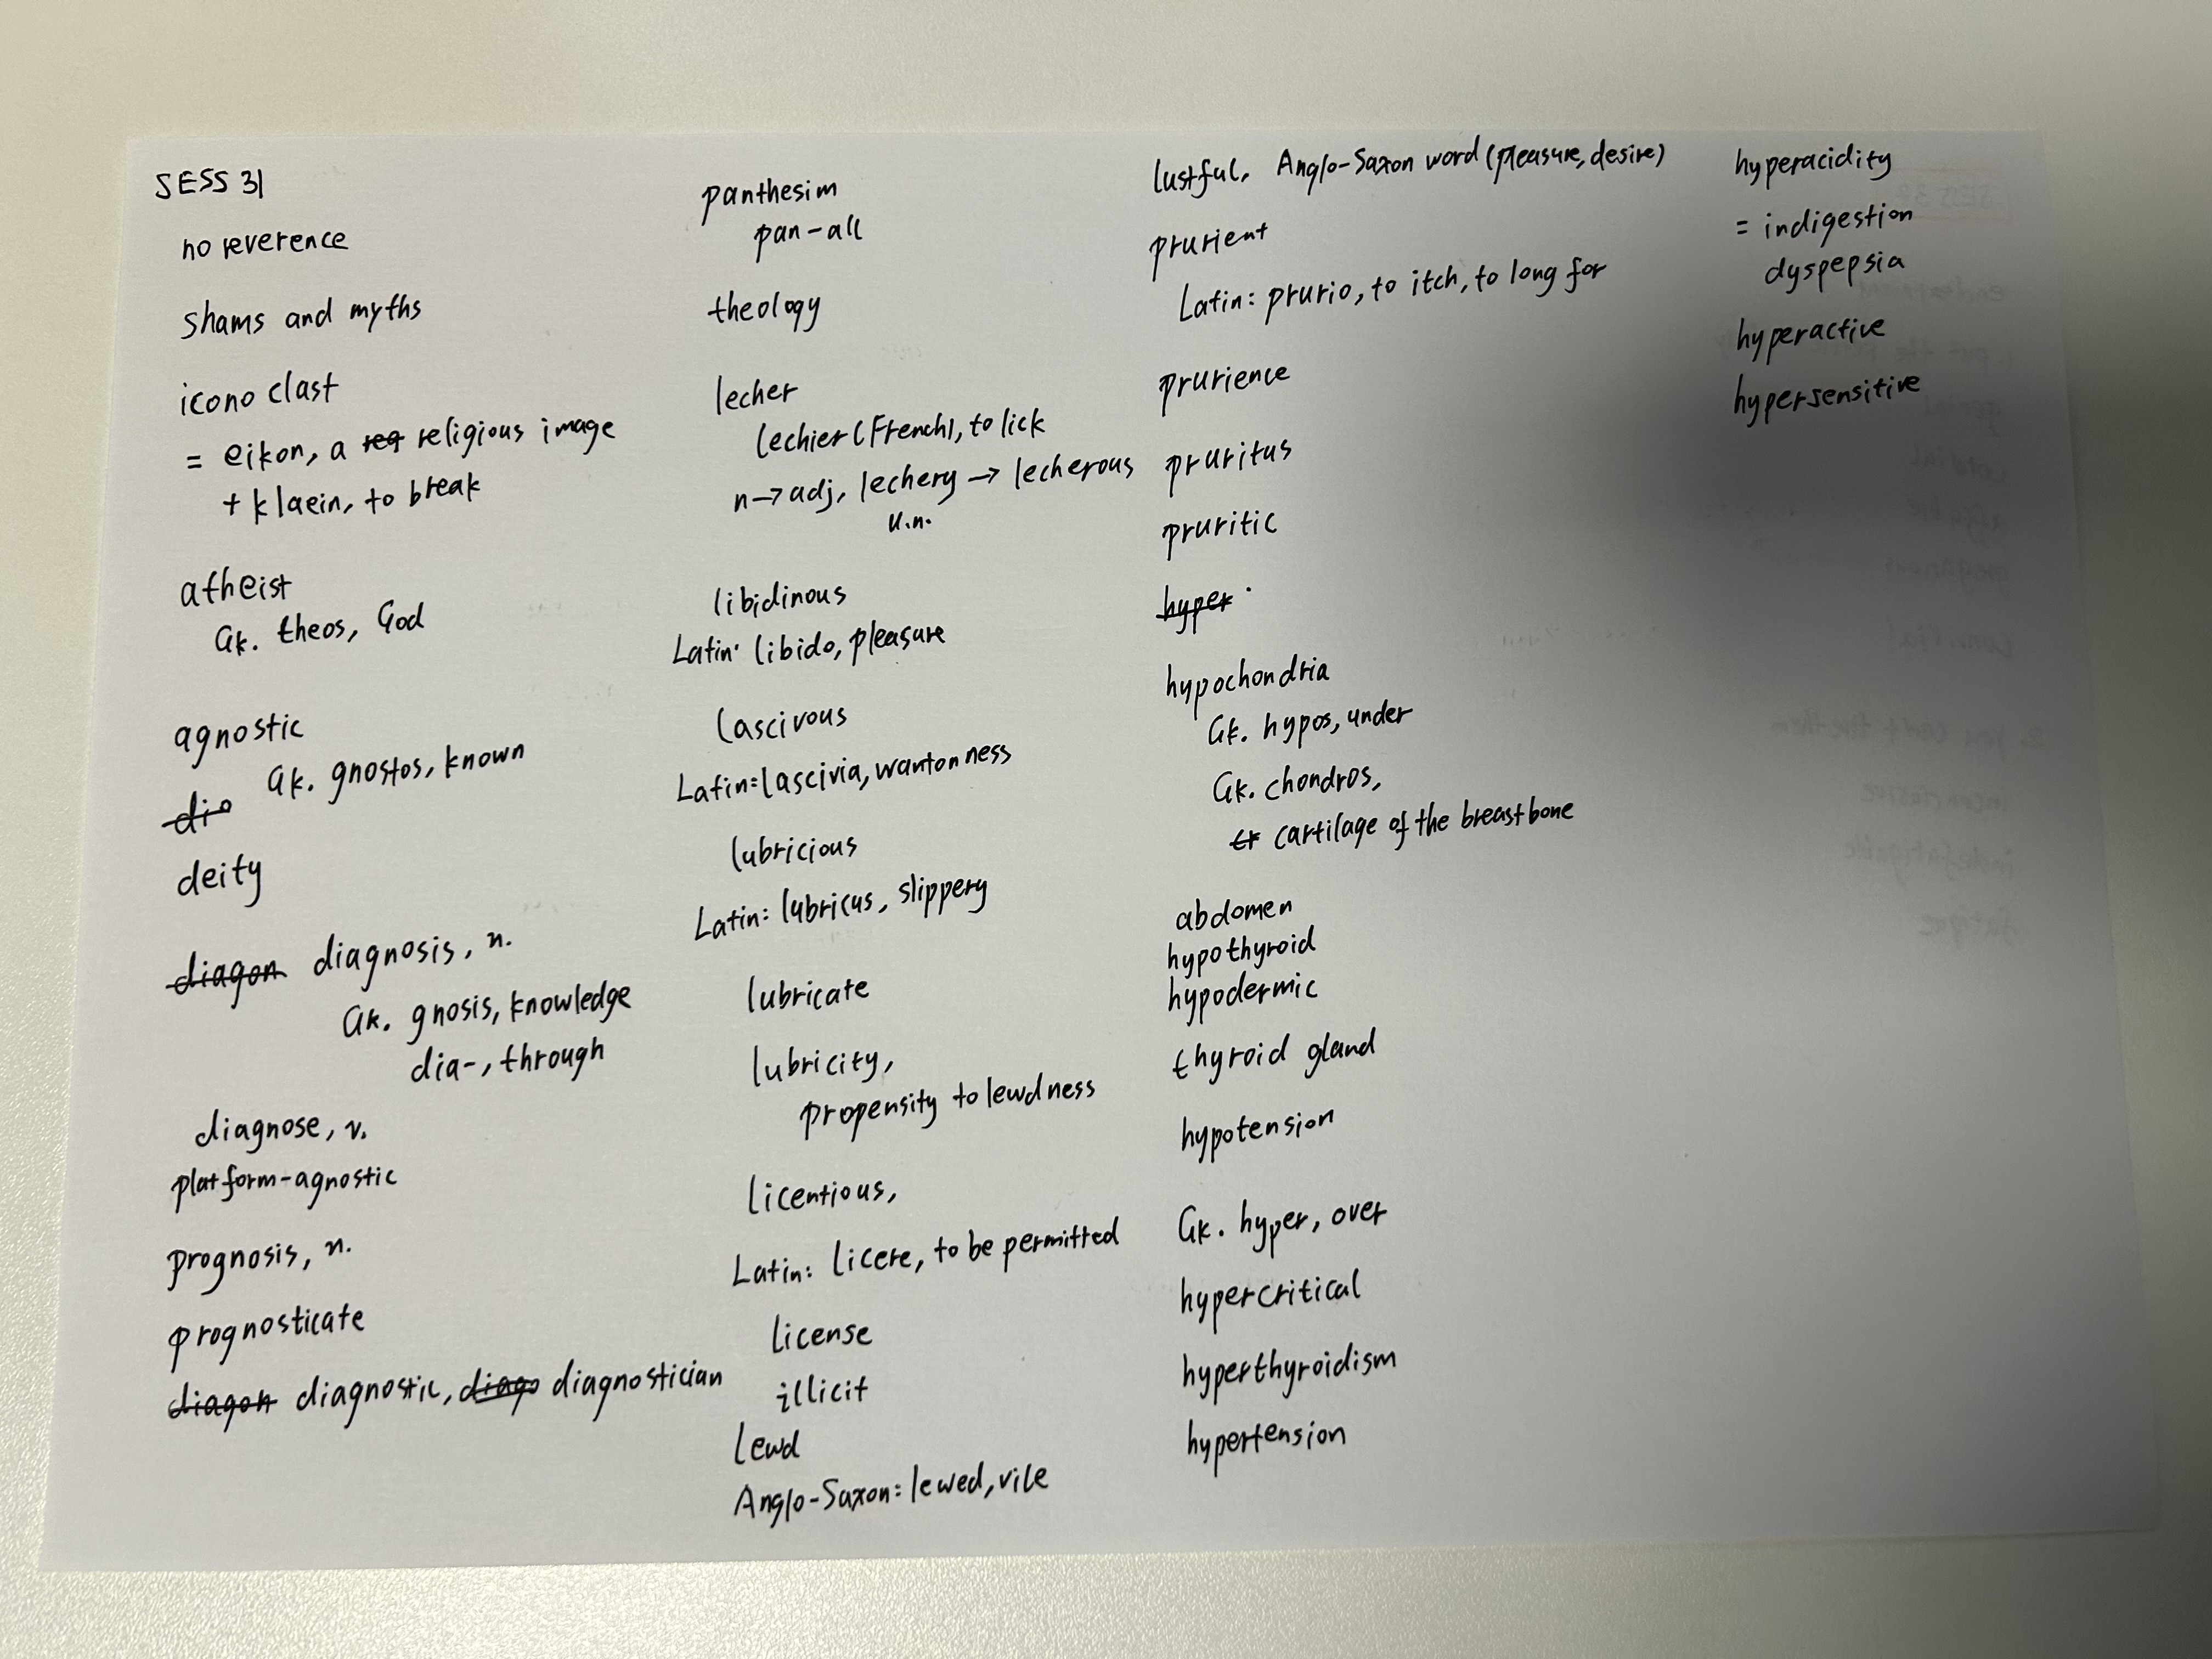 SESS 31
no reverence
shams and myths
icono clast
= eikon, a req religious image
+ klaein, to break
atheist
Gk. theos, God
agnostic
Gk. gnostos, known
dio
deity
diagon diagnosis, n.
Gk. gnosis, knowledge
dia-, through
diagnose, v.
platform-agnostic
prognosis, n.
prognosticate
diagon diagnostic, diago diagnostician
panthesim
pan-all
theology
lecher
lechier (French), to lick
n→adj, lechery → lecherous
u.n.
libidinous
Latin: libido, pleasure
lascivous
Latin: lascivia, wantonness
lubricious
Latin: lubricus, slippery
lubricate
lubricity,
propensity to lewdness
licentious,
Latin: licere, to be permitted
license
illicit
lewd
Anglo-Saxon: lewed, vile
lustful, Anglo-Saxon word (pleasure, desire)
prurient
Latin: prurio, to itch, to long for
prurience
pruritus
pruritic
hyper
hypochondria
Gk. hypos, under
Gk. chondros,
cr cartilage of the breastbone
abdomen
hypothyroid
hypodermic
thyroid gland
hypotension
Gk. hyper, over
hypercritical
hyperthyroidism
hypertension
hyperacidity
= indigestion
dyspepsia
hyperactive
hypersensitive